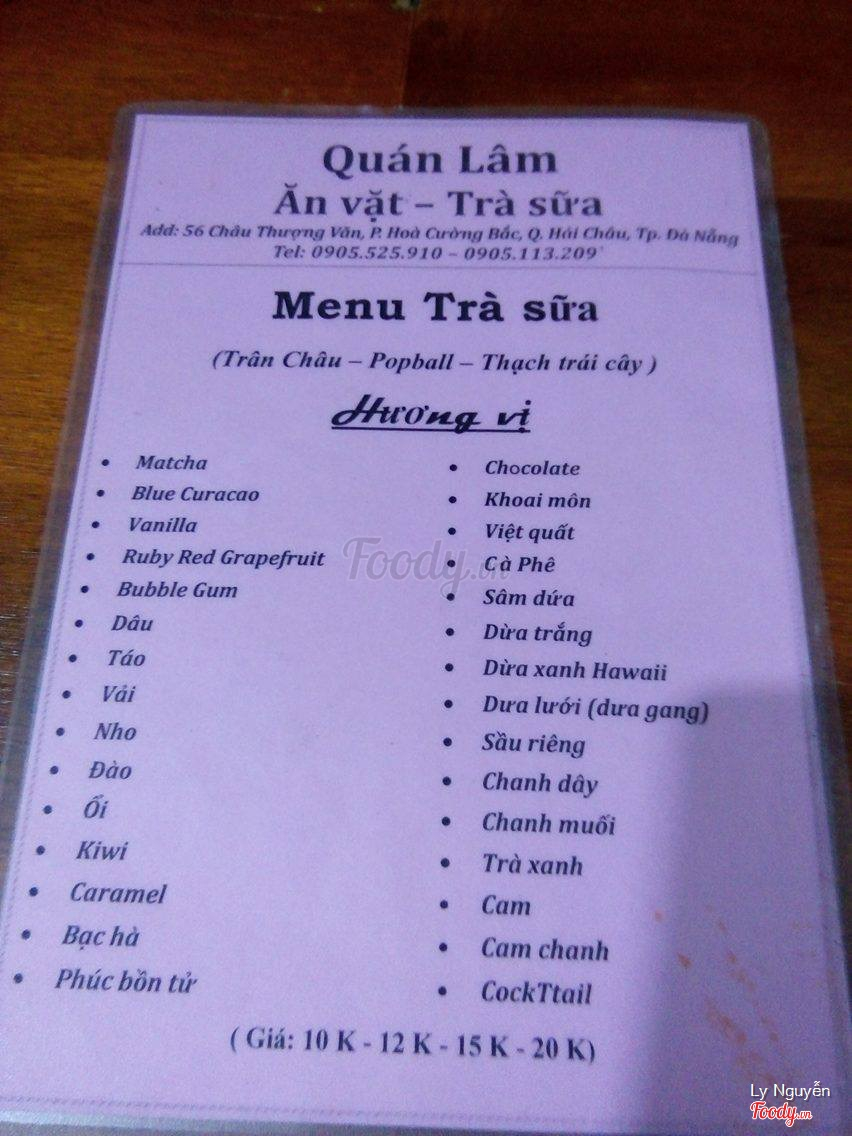 Quán Lâm
Ăn vặt – Trà sữa
Add: 56 Châu Thượng Văn, P. Hoà Cường Bắc, Q. Hải Châu, Tp. Đà Nẵng
Tel: 0905.525.910 – 0905.113.209
Menu Trà sữa
(Trân Châu – Popball – Thạch trái cây )
Hương vị
• Matcha
• Blue Curacao
• Vanilla
• Ruby Red Grapefruit
• Bubble Gum
• Dâu
• Táo
• Vải
• Nho
• Đào
• Ổi
• Kiwi
• Caramel
• Bạc hà
• Phúc bồn tử
• Chocolate
• Khoai môn
• Việt quất
• Cà Phê
• Sâm dứa
• Dừa trắng
• Dừa xanh Hawaii
• Dưa lưới (dưa gang)
• Sầu riêng
• Chanh dây
• Chanh muối
• Trà xanh
• Cam
• Cam chanh
• CockTtail
( Giá: 10 K - 12 K - 15 K - 20 K)
Foody.vn
Ly Nguyễn
Foody.vn